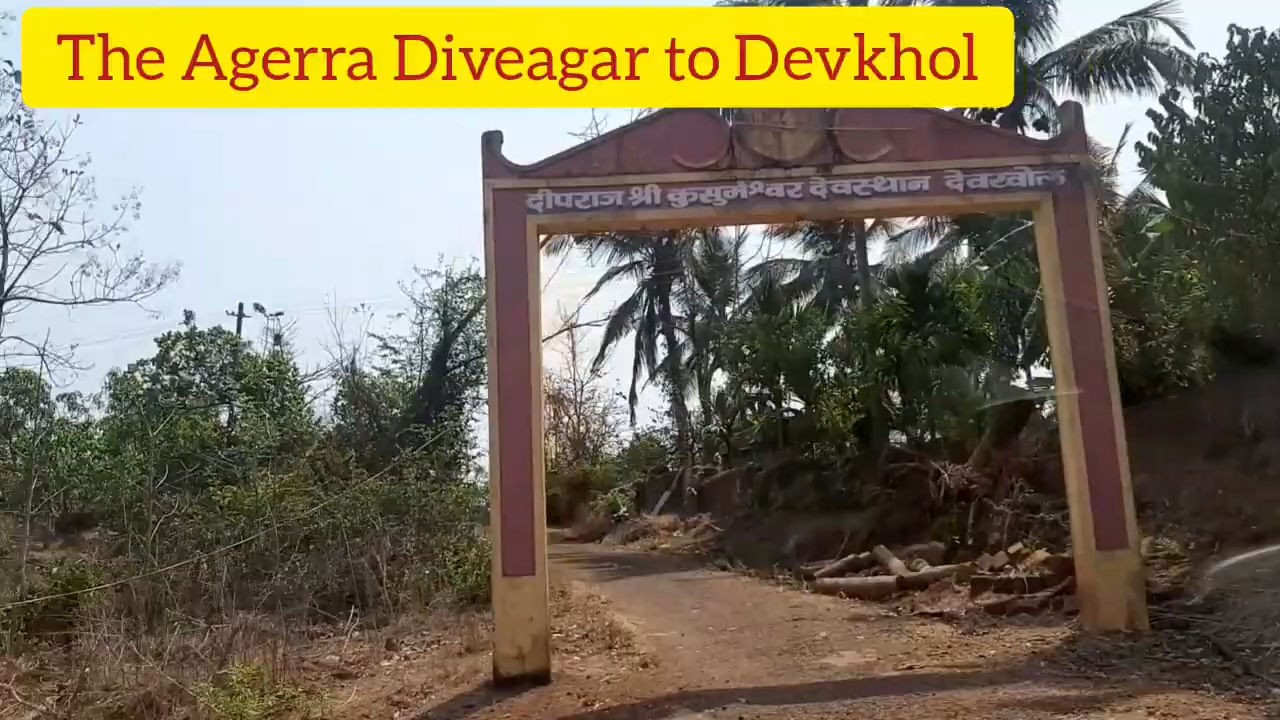 The Agerra Diveagar to Devkhol
दीपराज श्री कुसुमेश्वर देवस्थान देवखोल